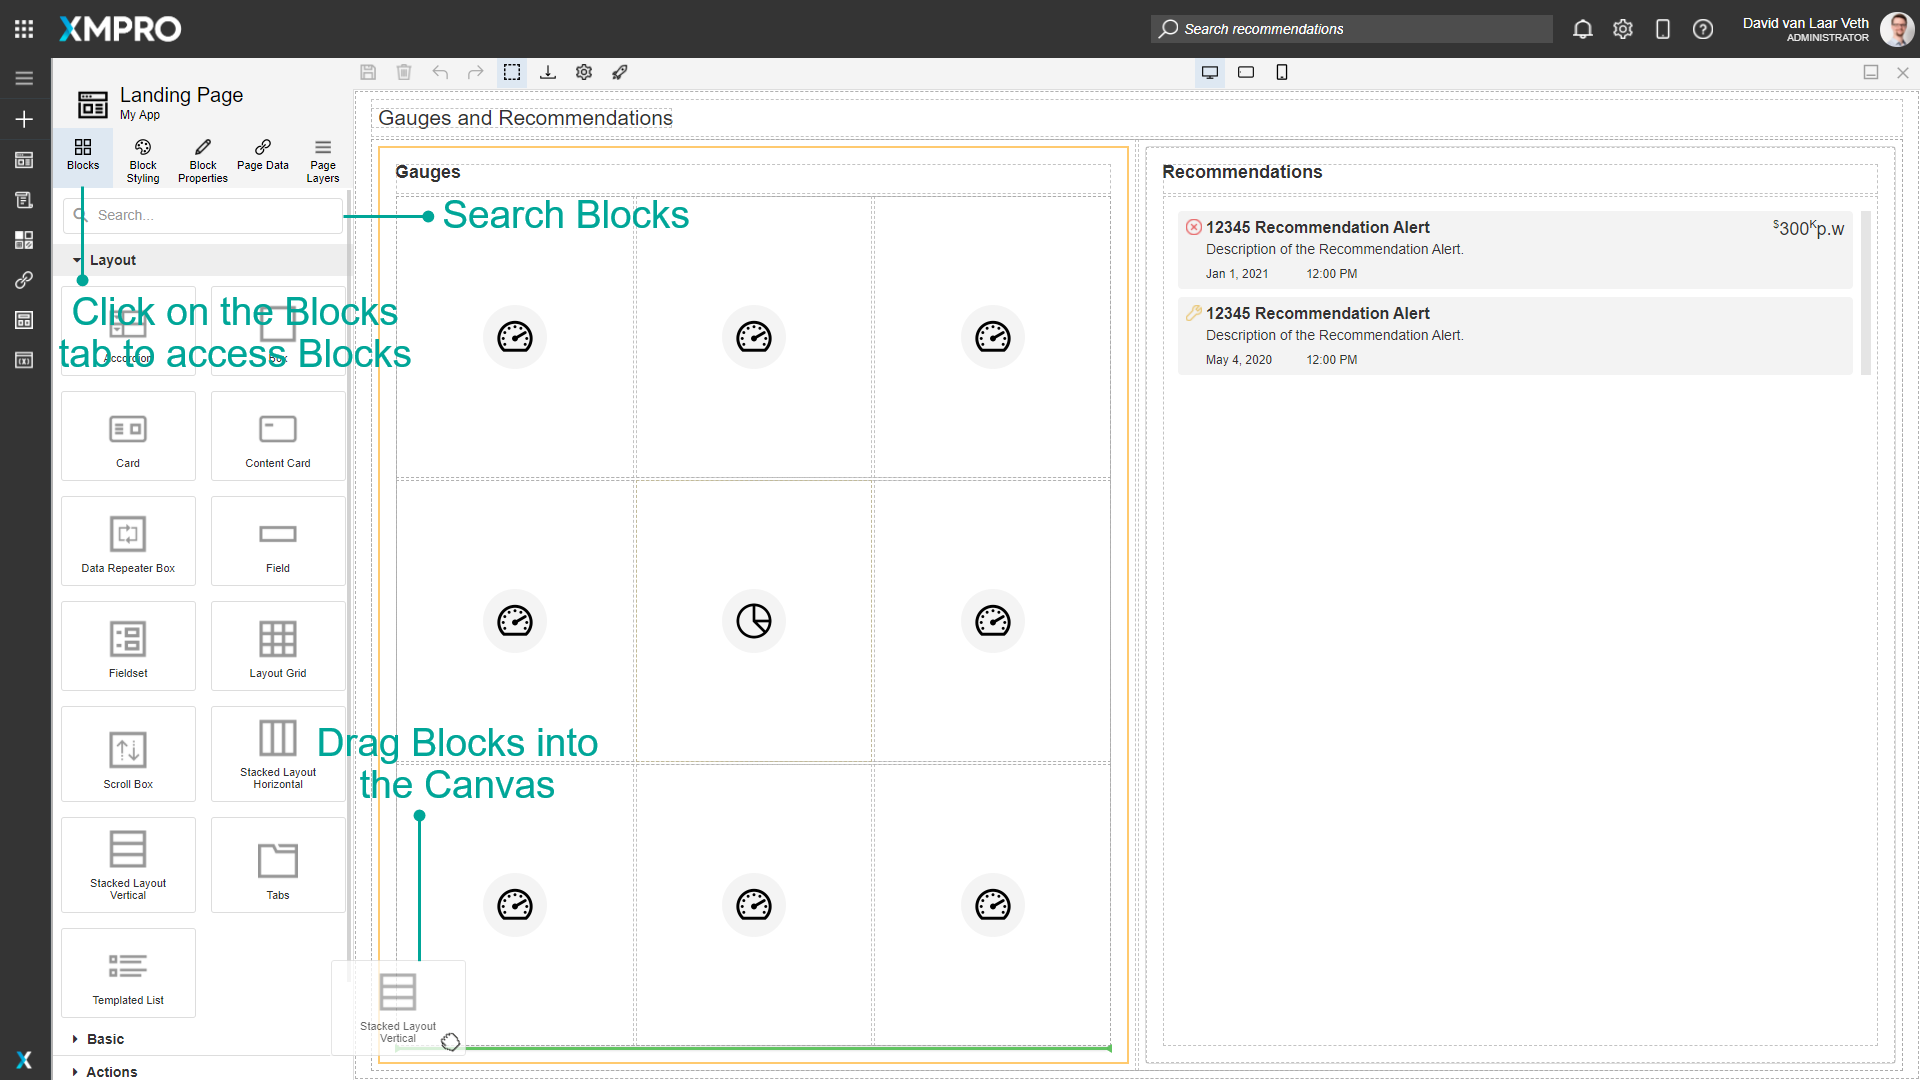 XMPRO
Search recommendations
David van Laar Veth
ADMINISTRATOR
Landing Page
My App
Blocks
Block
Styling
Block
Properties
Page Data
Page
Layers
Search...
Search Blocks
Layout
Click on the Blocks
tab to access Blocks
Accordion
Box
Card
Content Card
Data Repeater Box
Field
Fieldset
Layout Grid
Scroll Box
Stacked Layout
Horizontal
Stacked Layout
Vertical
Tabs
Templated List
Basic
Actions
Gauges and Recommendations
Gauges
Drag Blocks into
the Canvas
Stacked Layout
Vertical
Recommendations
12345 Recommendation Alert
$300Kp.w
Description of the Recommendation Alert.
Jan 1, 2021 12:00 PM
12345 Recommendation Alert
Description of the Recommendation Alert.
May 4, 2020 12:00 PM